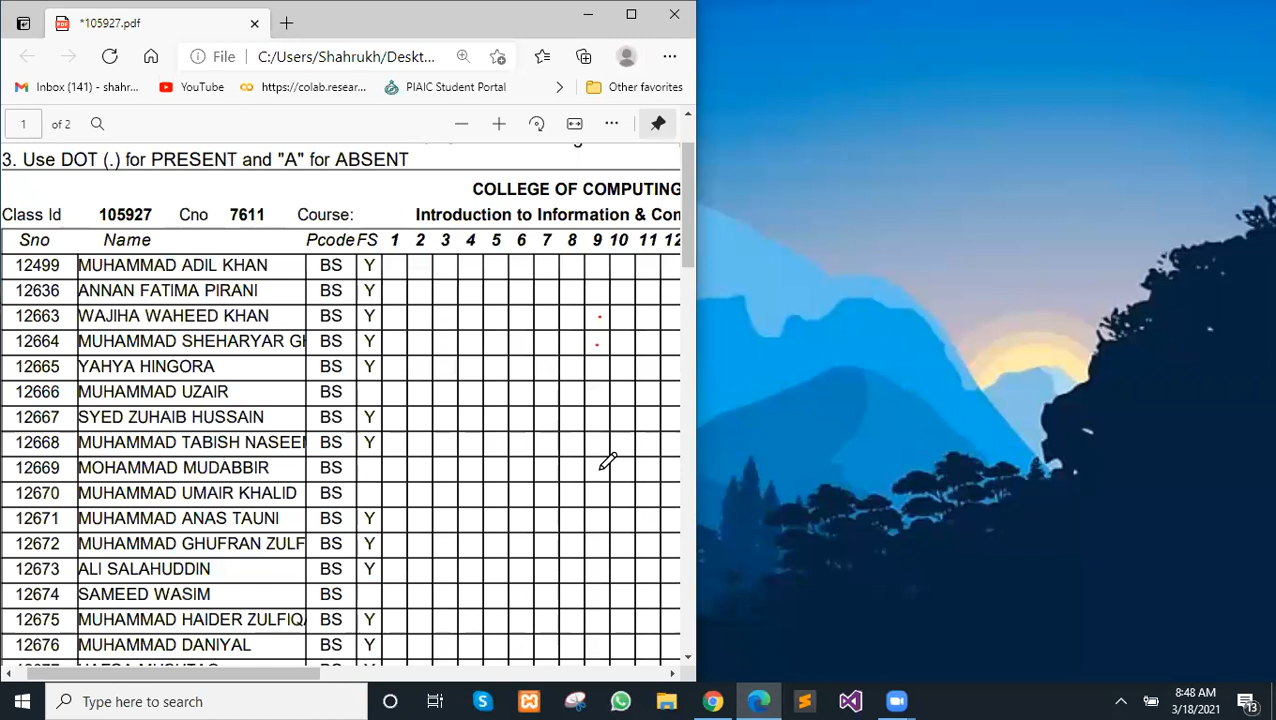 *105927.pdf
File C:/Users/Shahrukh/Deskt...
Inbox (141) - shahr... YouTube https://colab.resear... PIAIC Student Portal Other favorites
1 of 2
3. Use DOT (.) for PRESENT and "A" for ABSENT
COLLEGE OF COMPUTING
Class Id 105927 Cno 7611 Course: Introduction to Information & Con
Sno Name Pcode FS 1 2 3 4 5 6 7 8 9 10 11 12
12499 MUHAMMAD ADIL KHAN BS Y
12636 ANNAN FATIMA PIRANI BS Y
12663 WAJIHA WAHEED KHAN BS Y .
12664 MUHAMMAD SHEHARYAR GH BS Y .
12665 YAHYA HINGORA BS Y
12666 MUHAMMAD UZAIR BS
12667 SYED ZUHAIB HUSSAIN BS Y
12668 MUHAMMAD TABISH NASEEM BS Y
12669 MOHAMMAD MUDABBIR BS
12670 MUHAMMAD UMAIR KHALID BS
12671 MUHAMMAD ANAS TAUNI BS Y
12672 MUHAMMAD GHUFRAN ZULF BS Y
12673 ALI SALAHUDDIN BS Y
12674 SAMEED WASIM BS
12675 MUHAMMAD HAIDER ZULFIQA BS Y
12676 MUHAMMAD DANIYAL BS Y
Type here to search
8:48 AM
3/18/2021
13